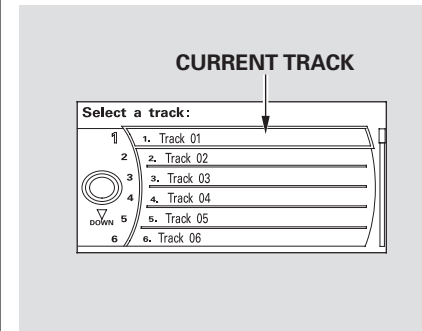 CURRENT TRACK
Select a track:
1 1. Track 01
2 2. Track 02
3 3. Track 03
4 4. Track 04
DOWN 5 5. Track 05
6 6. Track 06